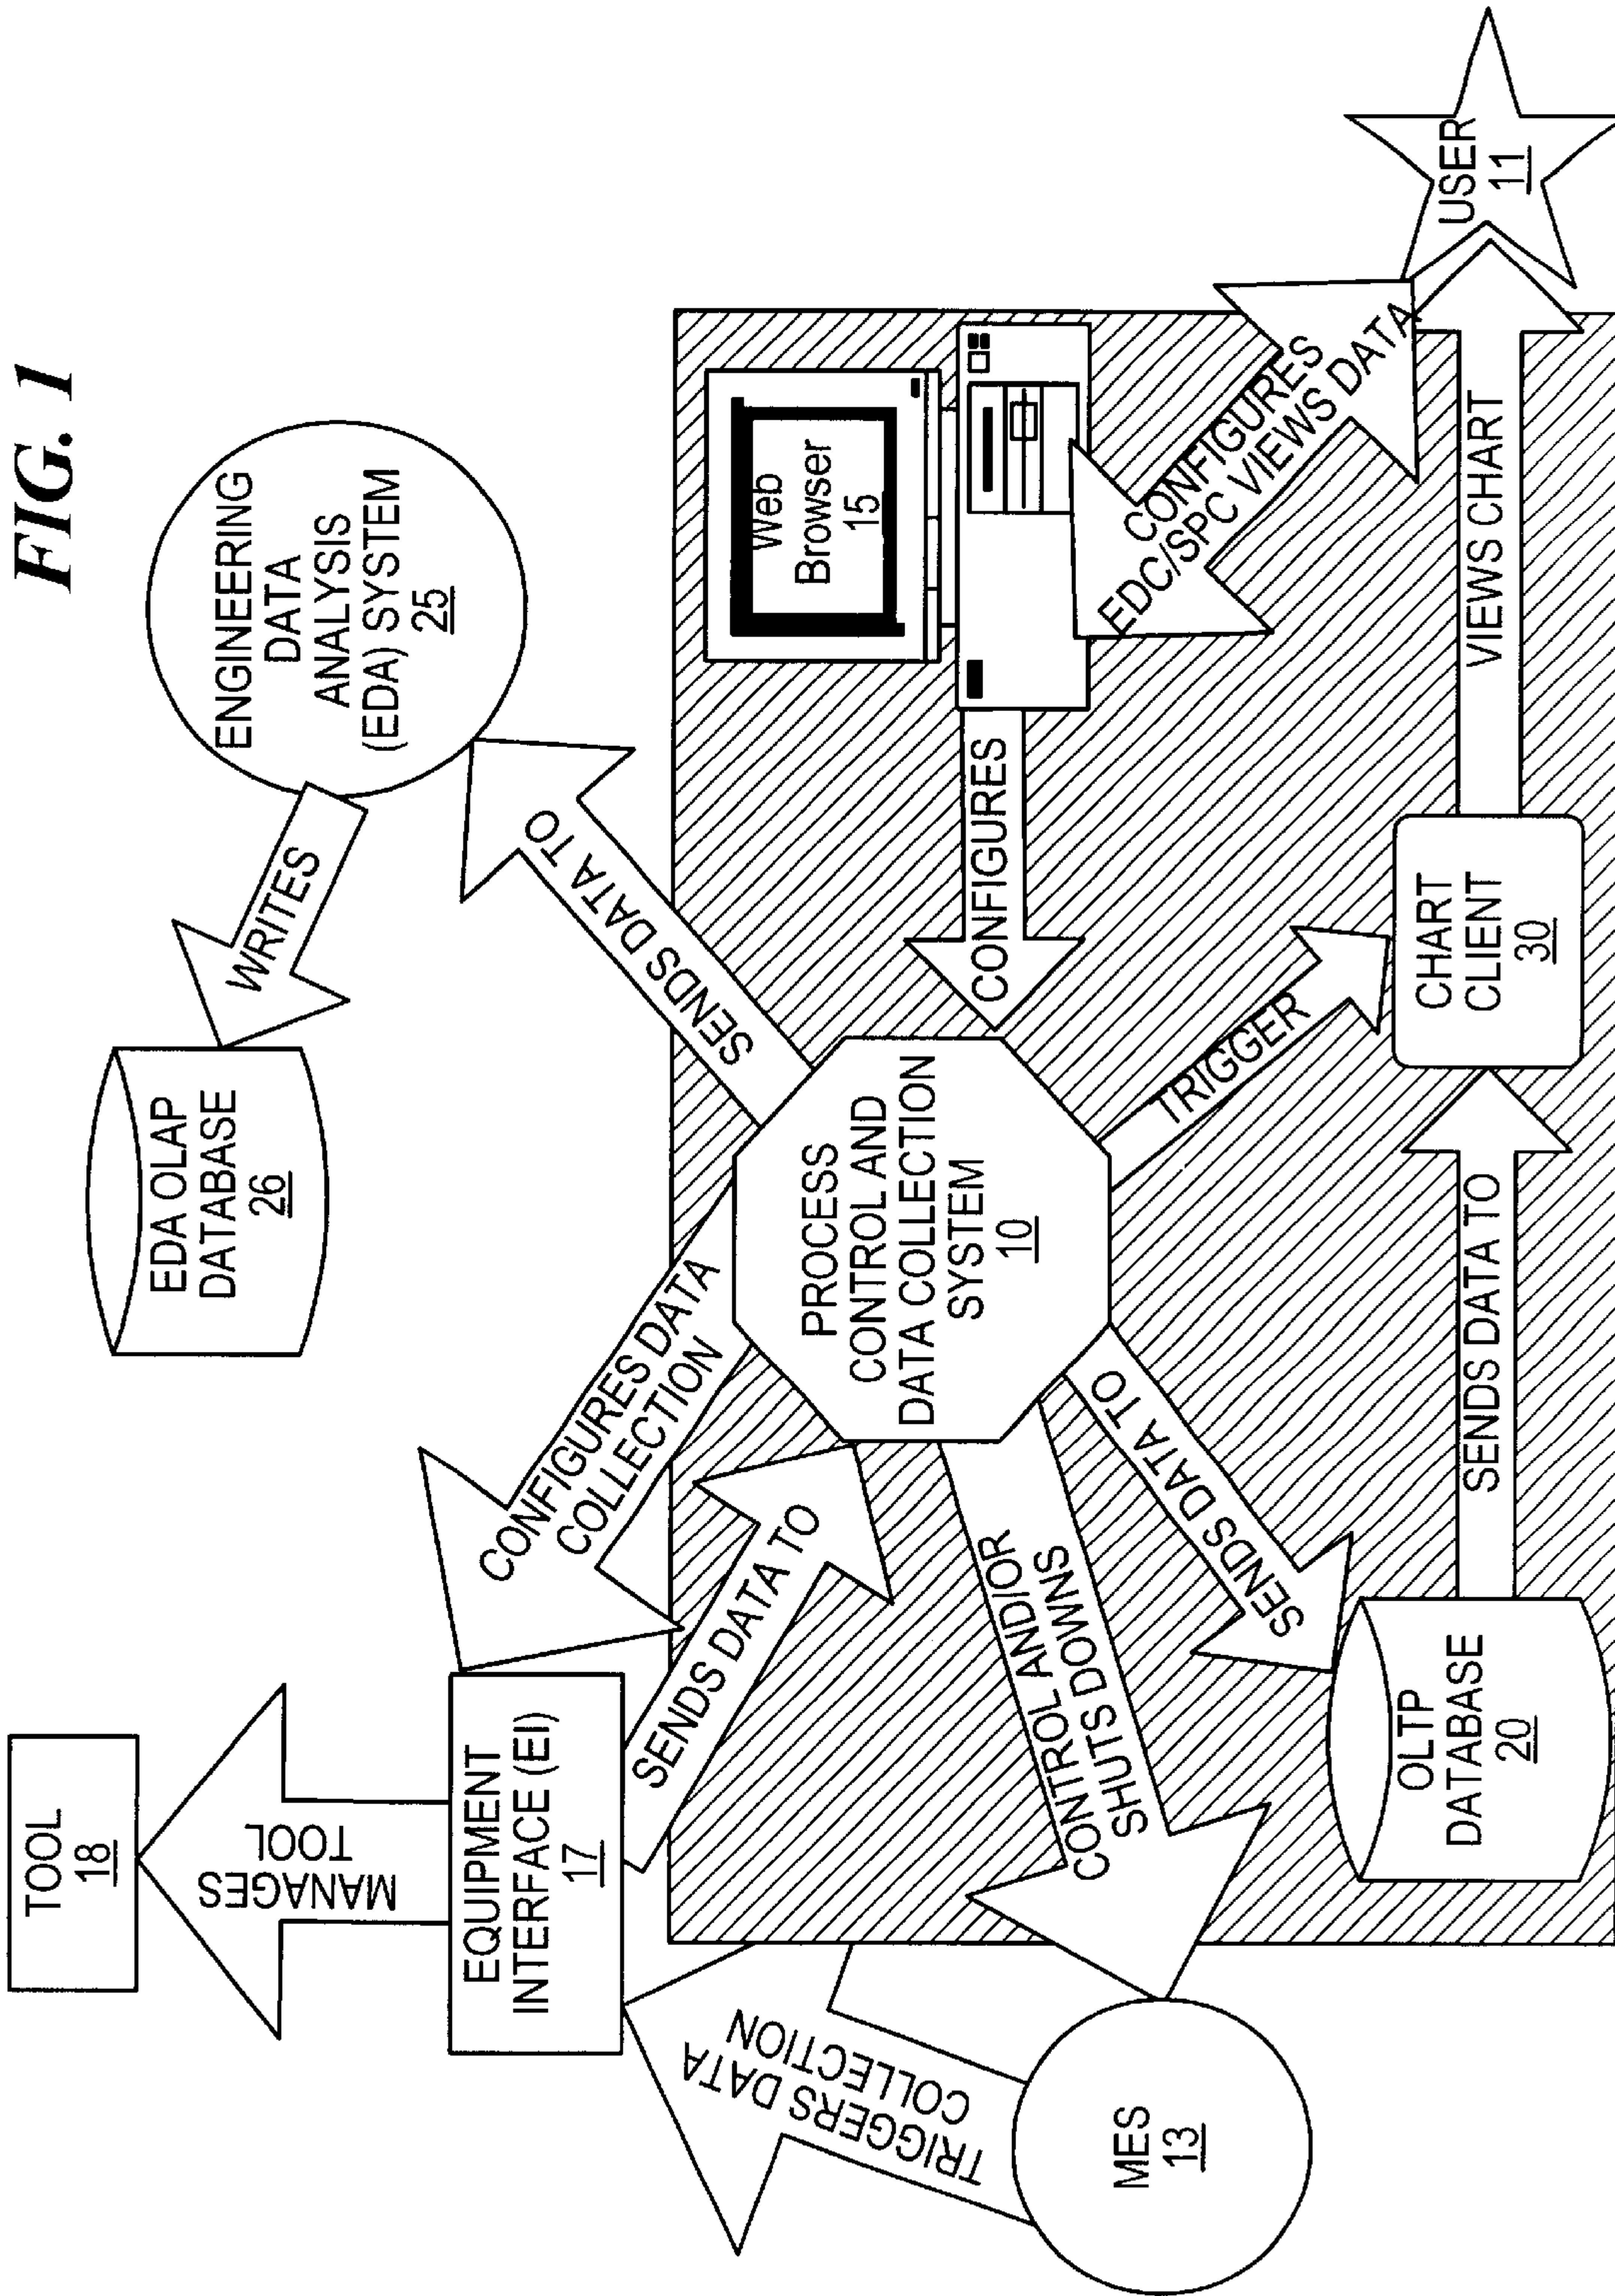 FIG. 1
TOOL
18
MANAGES
TOOL
EQUIPMENT
INTERFACE (EI)
17
EDA OLAP
DATABASE
26
WRITES
ENGINEERING
DATA
ANALYSIS
(EDA) SYSTEM
25
CONFIGURES DATA
COLLECTION
SENDS DATA TO
SENDS DATA TO
TRIGGERS DATA
COLLECTION
MES
13
CONTROL AND/OR
SHUTS DOWNS
PROCESS
CONTROL AND
DATA COLLECTION
SYSTEM
10
CONFIGURES
Web
Browser
15
SENDS DATA TO
TRIGGER
CONFIGURES
EDC/SPC VIEWS DATA
OLTP
DATABASE
20
SENDS DATA TO
CHART
CLIENT
30
VIEWS CHART
USER
11